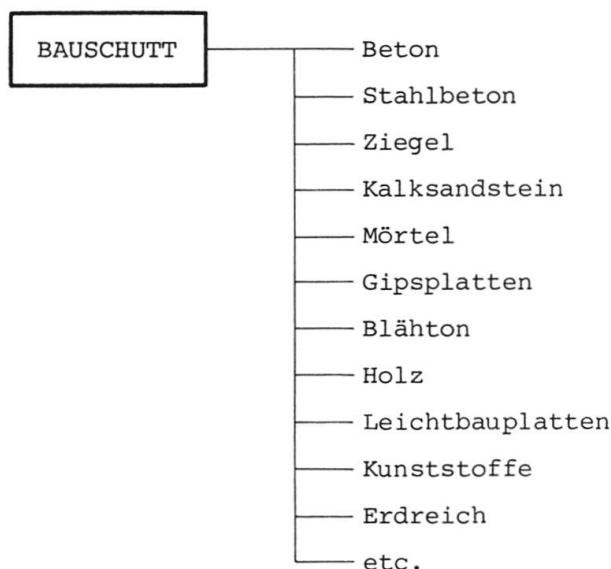 BAUSCHUTT
Beton
Stahlbeton
Ziegel
Kalksandstein
Mörtel
Gipsplatten
Blähton
Holz
Leichtbauplatten
Kunststoffe
Erdreich
etc.